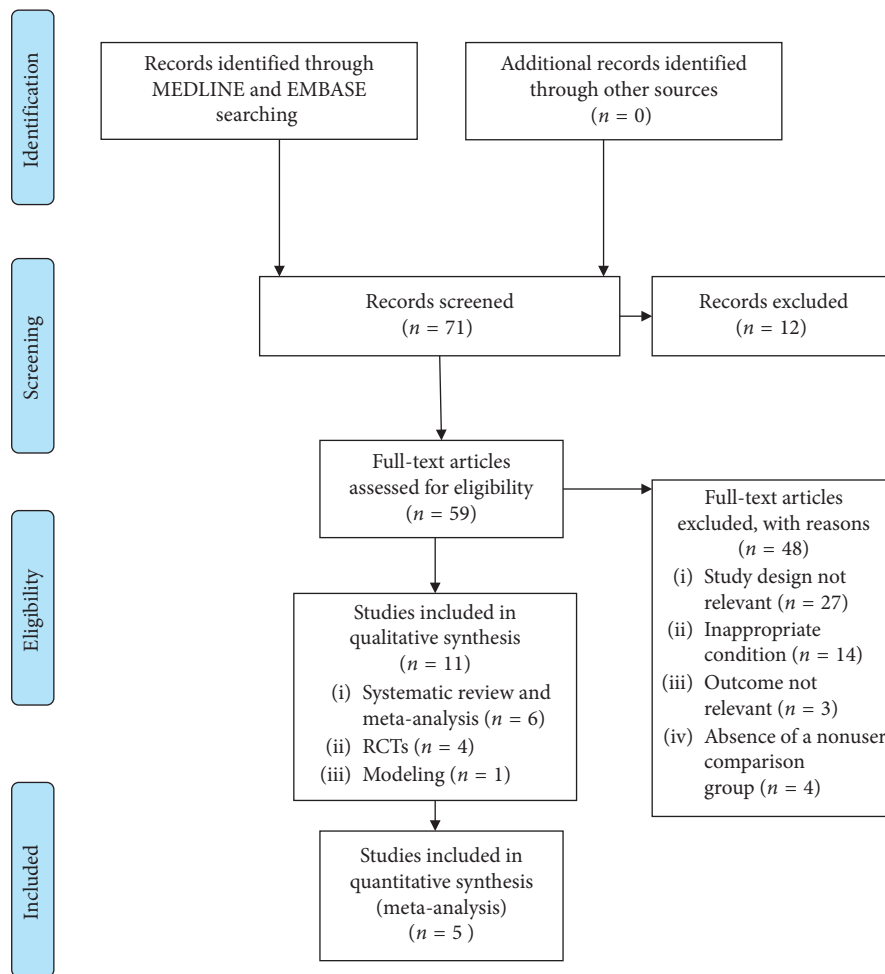 Identification
Records identified through
MEDLINE and EMBASE
searching
Additional records identified
through other sources
(n = 0)
Screening
Records screened
(n = 71)
Records excluded
(n = 12)
Eligibility
Full-text articles
assessed for eligibility
(n = 59)
Full-text articles
excluded, with reasons
(n = 48)
(i) Study design not
relevant (n = 27)
(ii) Inappropriate
condition (n = 14)
(iii) Outcome not
relevant (n = 3)
(iv) Absence of a nonuser
comparison
group (n = 4)
Studies included in
qualitative synthesis
(n = 11)
(i) Systematic review and
meta-analysis (n = 6)
(ii) RCTs (n = 4)
(iii) Modeling (n = 1)
Included
Studies included in
quantitative synthesis
(meta-analysis)
(n = 5 )